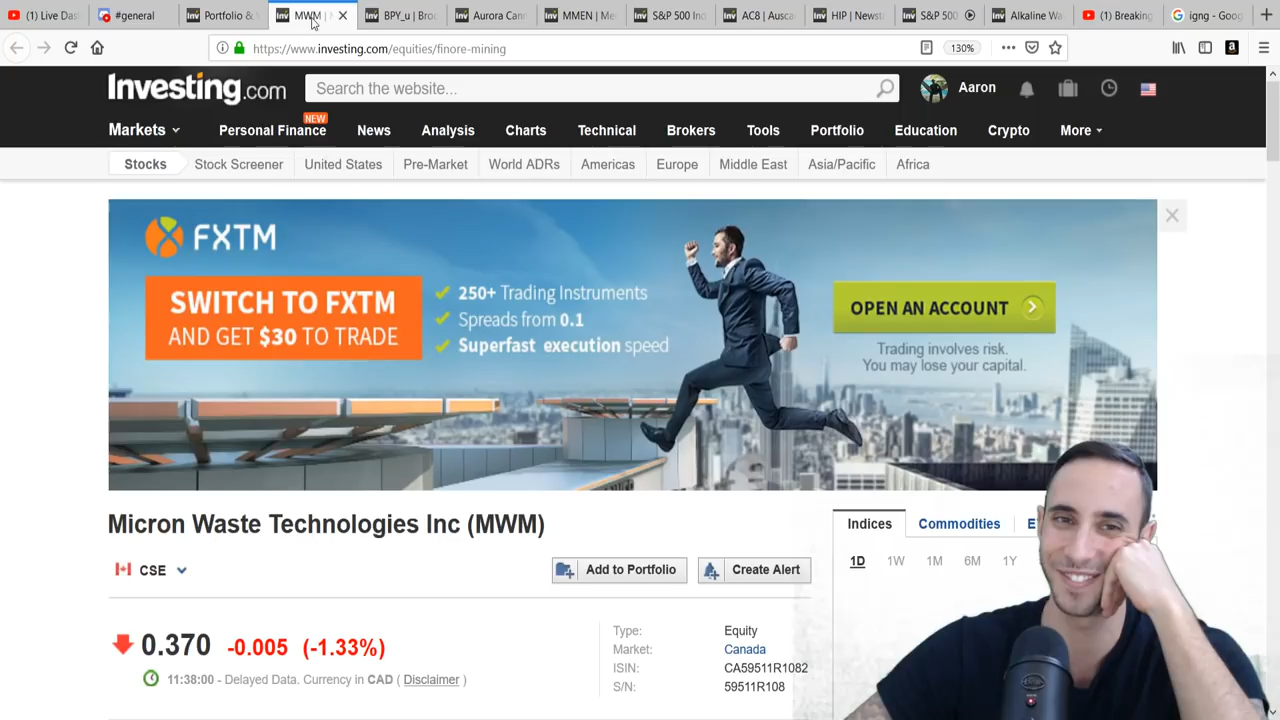 (1) Live Das
#general
Portfolio &
MWM |
BPY_u | Bro
Aurora Can
MMEN | Me
S&P 500 Ind
AC8 | Ausca
HIP | Newst
S&P 500
Alkaline Wa
(1) Breaking
igng - Goog
https://www.investing.com/equities/finore-mining
130%
Investing.com
Search the website...
Aaron
NEW
Markets
Personal Finance
News
Analysis
Charts
Technical
Brokers
Tools
Portfolio
Education
Crypto
More
Stocks
Stock Screener
United States
Pre-Market
World ADRs
Americas
Europe
Middle East
Asia/Pacific
Africa
FXTM
SWITCH TO FXTM
AND GET $30 TO TRADE
250+ Trading Instruments
Spreads from 0.1
Superfast execution speed
OPEN AN ACCOUNT
Trading involves risk.
You may lose your capital.
Micron Waste Technologies Inc (MWM)
CSE
Add to Portfolio
Create Alert
0.370 -0.005 (-1.33%)
11:38:00 - Delayed Data. Currency in CAD ( Disclaimer )
Type: Equity
Market: Canada
ISIN: CA59511R1082
S/N: 59511R108
Indices
Commodities
E
1D
1W
1M
6M
1Y